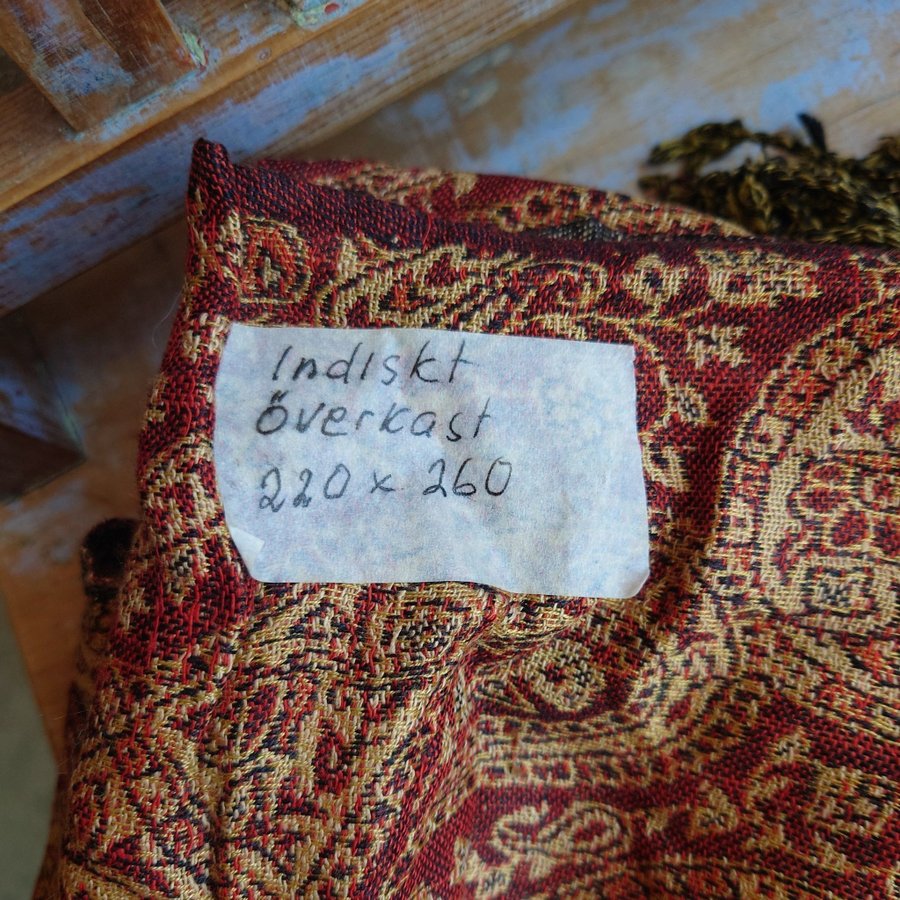 Indiskt
Överkast
220 x 260